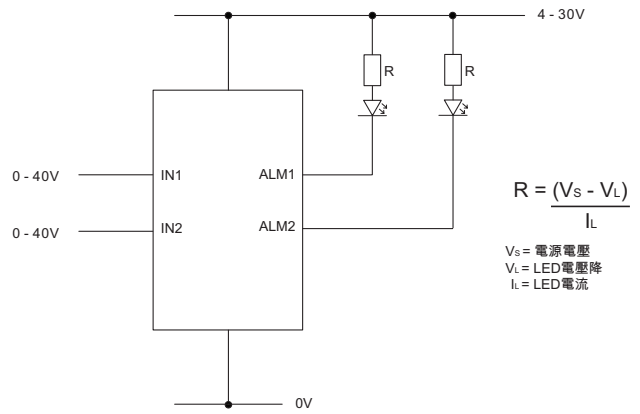 4 - 30V
R
R
0 - 40V
IN1
ALM1
0 - 40V
IN2
ALM2
R = (VS - VL)
IL
VS = 電源電壓
VL = LED電壓降
IL = LED電流
0V